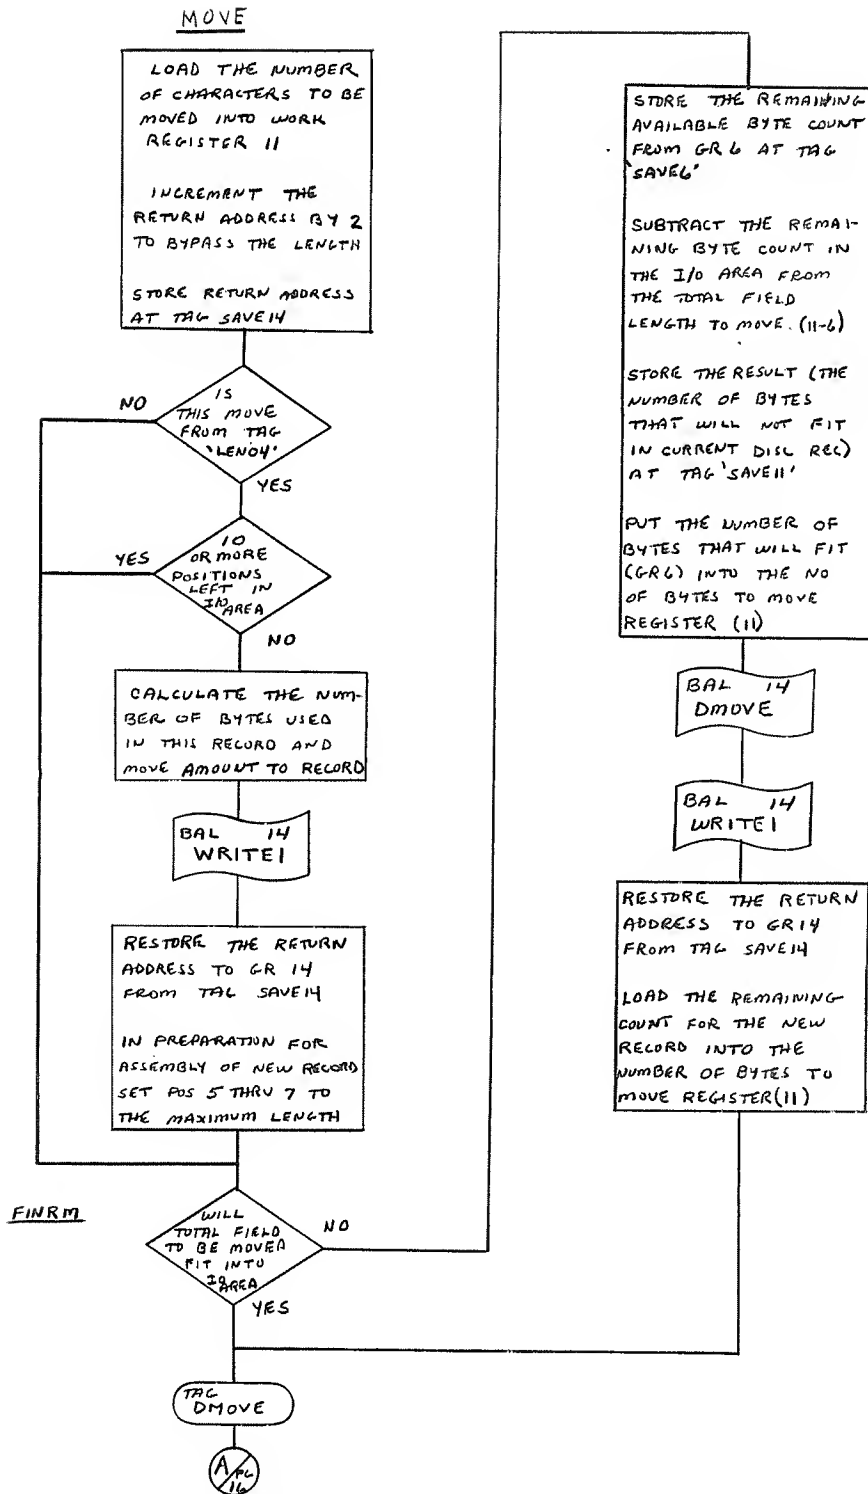 MOVE
LOAD THE NUMBER
OF CHARACTERS TO BE
MOVED INTO WORK
REGISTER 11
INCREMENT THE
RETURN ADDRESS BY 2
TO BYPASS THE LENGTH
STORE RETURN ADDRESS
AT TAG SAVE14
IS
THIS MOVE
FROM TAG
'LEN04'
NO
YES
10
OR MORE
POSITIONS
LEFT IN
I/O AREA
YES
NO
CALCULATE THE NUM-
BER OF BYTES USED
IN THIS RECORD AND
MOVE AMOUNT TO RECORD
BAL 14
WRITE1
RESTORE THE RETURN
ADDRESS TO GR 14
FROM TAG SAVE14
IN PREPARATION FOR
ASSEMBLY OF NEW RECORD
SET POS 5 THRU 7 TO
THE MAXIMUM LENGTH
FINRM
WILL
TOTAL FIELD
TO BE MOVED
FIT INTO
IO AREA
NO
YES
TAG
DMOVE
A/PG
16
STORE THE REMAINING
AVAILABLE BYTE COUNT
FROM GR6 AT TAG
'SAVE6'
SUBTRACT THE REMAI-
NING BYTE COUNT IN
THE I/O AREA FROM
THE TOTAL FIELD
LENGTH TO MOVE. (11-6)
STORE THE RESULT (THE
NUMBER OF BYTES
THAT WILL NOT FIT
IN CURRENT DISC REC)
AT TAG 'SAVE11'
PUT THE NUMBER OF
BYTES THAT WILL FIT
(GR6) INTO THE NO
OF BYTES TO MOVE
REGISTER (11)
BAL 14
DMOVE
BAL 14
WRITE1
RESTORE THE RETURN
ADDRESS TO GR14
FROM TAG SAVE14
LOAD THE REMAINING
COUNT FOR THE NEW
RECORD INTO THE
NUMBER OF BYTES TO
MOVE REGISTER(11)